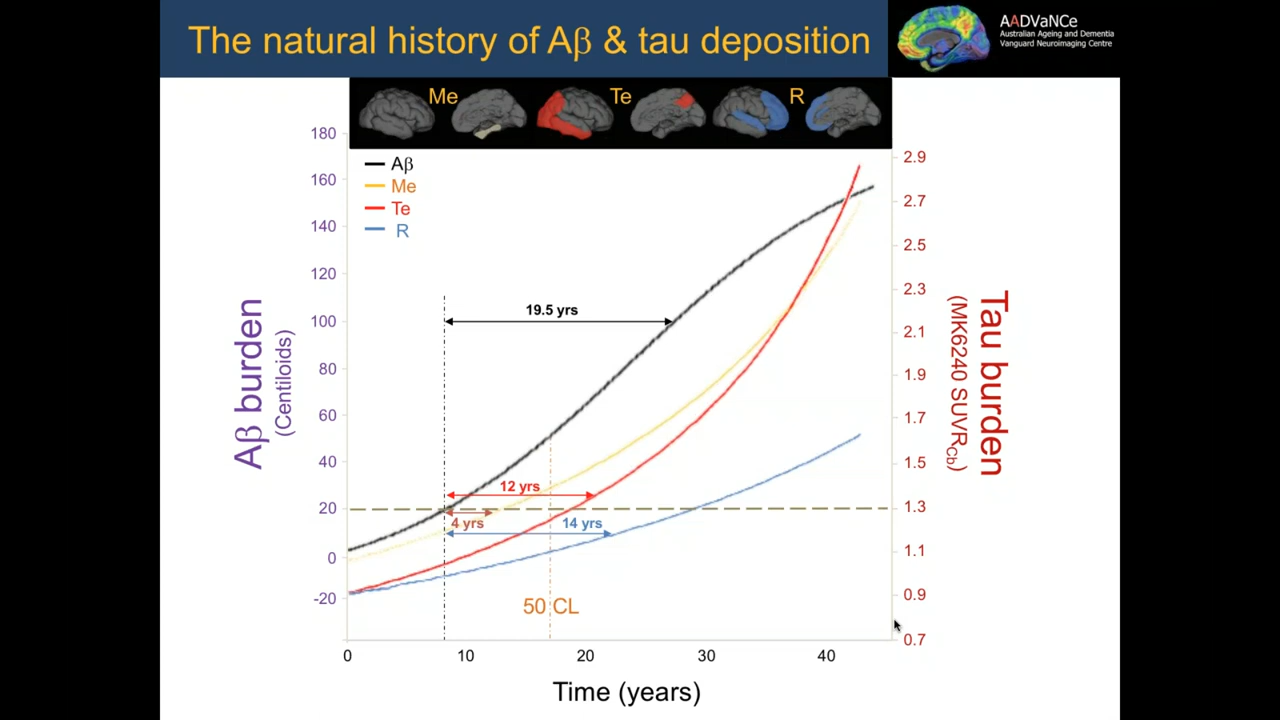 The natural history of Aβ & tau deposition
AADVaNCe
Australian Ageing and Dementia
Vanguard Neuroimaging Centre
Me
Te
R
Aβ
Me
Te
R
180
160
140
120
100
80
60
40
20
0
-20
Aβ burden
(Centiloids)
2.9
2.7
2.5
2.3
2.1
1.9
1.7
1.5
1.3
1.1
0.9
0.7
Tau burden
(MK6240 SUVRCb)
19.5 yrs
12 yrs
4 yrs
14 yrs
50 CL
0
10
20
30
40
Time (years)